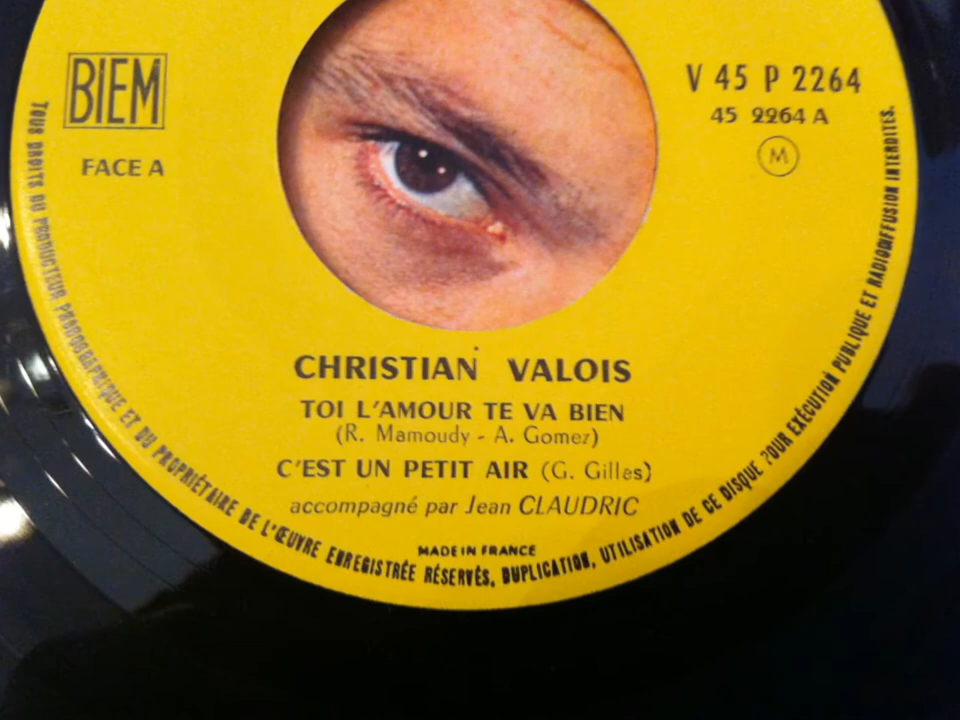 BIEM
FACE A
V 45 P 2264
45 2264 A
M
CHRISTIAN VALOIS
TOI L'AMOUR TE VA BIEN
(R. Mamoudy - A. Gomez)
C'EST UN PETIT AIR (G. Gilles)
accompagné par Jean CLAUDRIC
MADE IN FRANCE
TOUS DROITS DU PRODUCTEUR PHONOGRAPHIQUE ET DU PROPRIÉTAIRE DE L'ŒUVRE ENREGISTRÉE RÉSERVÉS, DUPLICATION, UTILISATION DE CE DISQUE POUR EXÉCUTION PUBLIQUE ET RADIODIFFUSION INTERDITES.